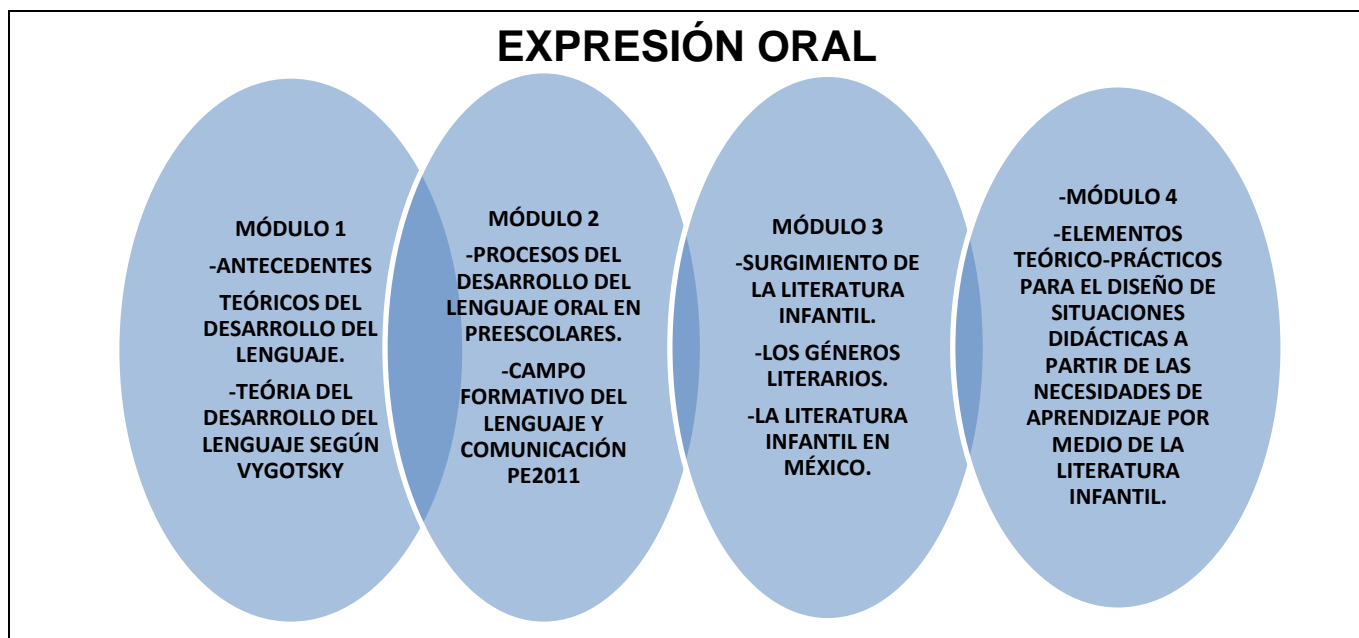 EXPRESIÓN ORAL
MÓDULO 1
-ANTECEDENTES
TEÓRICOS DEL
DESARROLLO DEL
LENGUAJE.
-TEÓRIA DEL
DESARROLLO DEL
LENGUAJE SEGÚN
VYGOTSKY
MÓDULO 2
-PROCESOS DEL
DESARROLLO DEL
LENGUAJE ORAL EN
PREESCOLARES.
-CAMPO
FORMATIVO DEL
LENGUAJE Y
COMUNICACIÓN
PE2011
MÓDULO 3
-SURGIMIENTO DE
LA LITERATURA
INFANTIL.
-LOS GÉNEROS
LITERARIOS.
-LA LITERATURA
INFANTIL EN
MÉXICO.
-MÓDULO 4
-ELEMENTOS
TEÓRICO-PRÁCTICOS
PARA EL DISEÑO DE
SITUACIONES
DIDÁCTICAS A
PARTIR DE LAS
NECESIDADES DE
APRENDIZAJE POR
MEDIO DE LA
LITERATURA
INFANTIL.